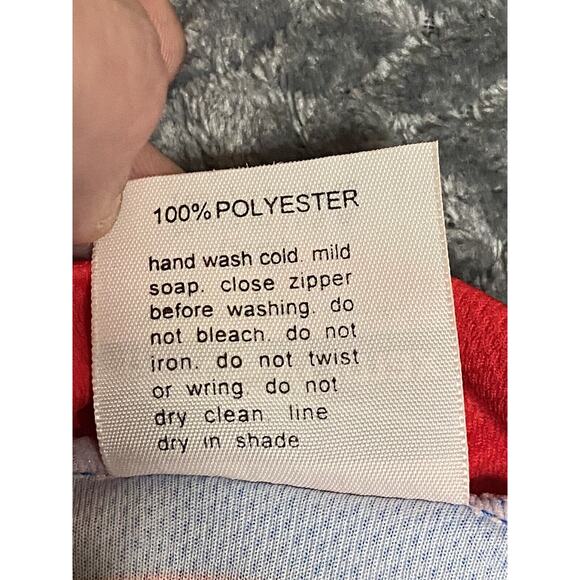 100% POLYESTER
hand wash cold. mild
soap. close zipper
before washing. do
not bleach. do not
iron. do not twist
or wring. do not
dry clean. line
dry in shade